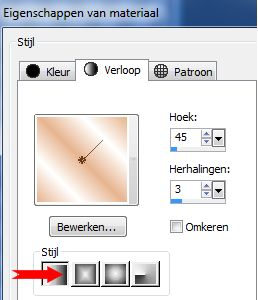 Eigenschappen van materiaal
Stijl
Kleur Verloop Patroon
Hoek:
45
Herhalingen:
3
Bewerken... Omkeren
Stijl